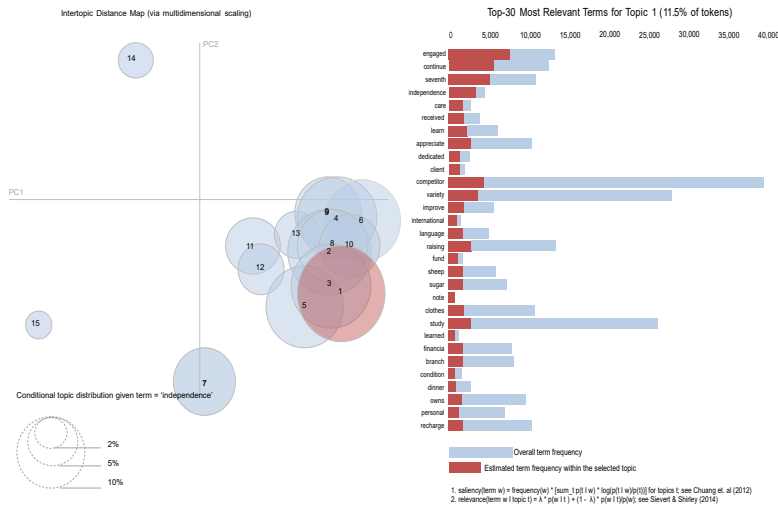 Intertopic Distance Map (via multidimensional scaling)
PC2
PC1
14
9
4
6
13
11
8
10
2
12
3
1
5
15
7
Conditional topic distribution given term = 'independence'
2%
5%
10%
Top-30 Most Relevant Terms for Topic 1 (11.5% of tokens)
0 5,000 10,000 15,000 20,000 25,000 30,000 35,000 40,000
engaged
continue
seventh
independence
care
received
learn
appreciate
dedicated
client
competitor
variety
improve
international
language
raising
fund
sheep
sugar
note
clothes
study
learned
financia
branch
condition
dinner
owns
personal
recharge
Overall term frequency
Estimated term frequency within the selected topic
1. saliency(term w) = frequency(w) * [sum_t p(t I w) * log(p(t I w)/p(t))] for topics t; see Chuang et. al (2012)
2. relevance(term w I topic t) = λ * p(w I t ) + (1 - λ) * p(w I t)/p(w); see Sievert & Shirley (2014)